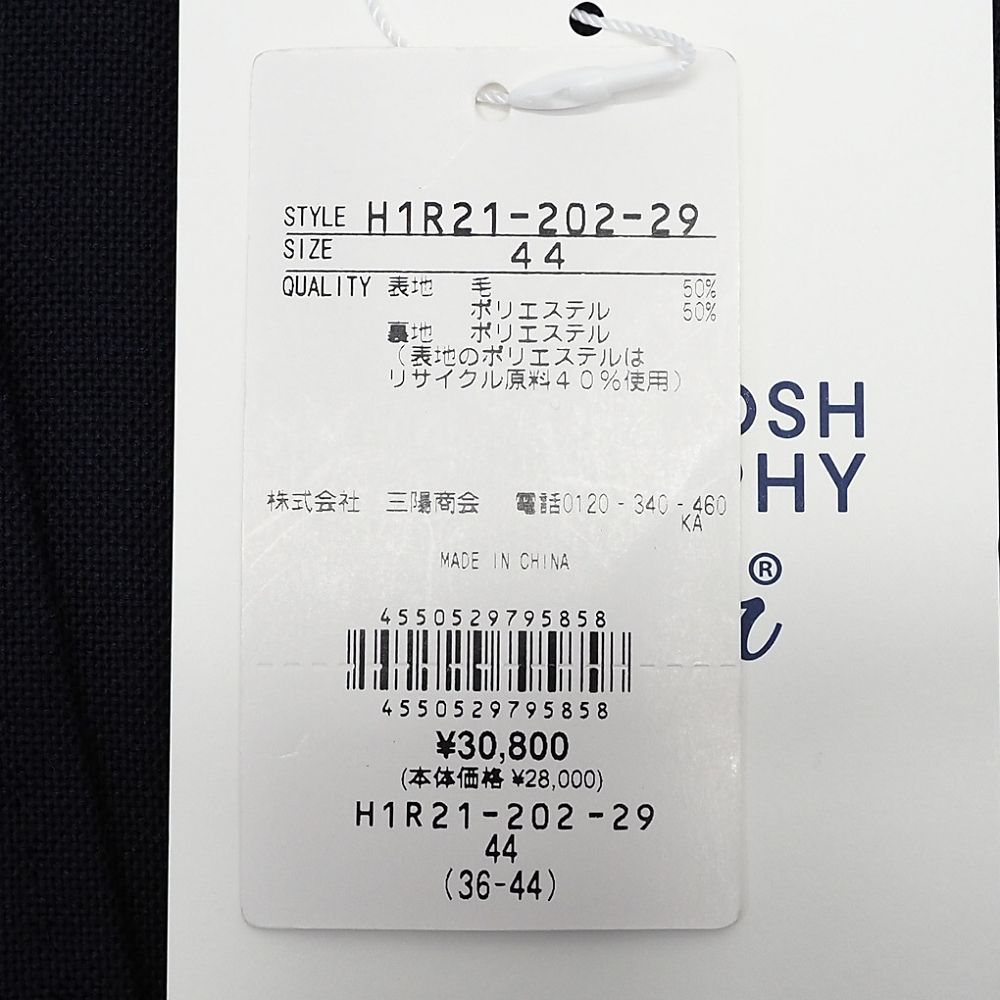 STYLE H1R21-202-29
SIZE 44
QUALITY 表地 毛 50%
ポリエステル 50%
裏地 ポリエステル
（表地のポリエステルは
リサイクル原料40%使用）
OSH
PHY
株式会社 三陽商会 電話0120-340-460
KA
MADE IN CHINA
®
4550529795858
4550529795858
¥30,800
(本体価格 ¥28,000)
H1R21-202-29
44
(36-44)